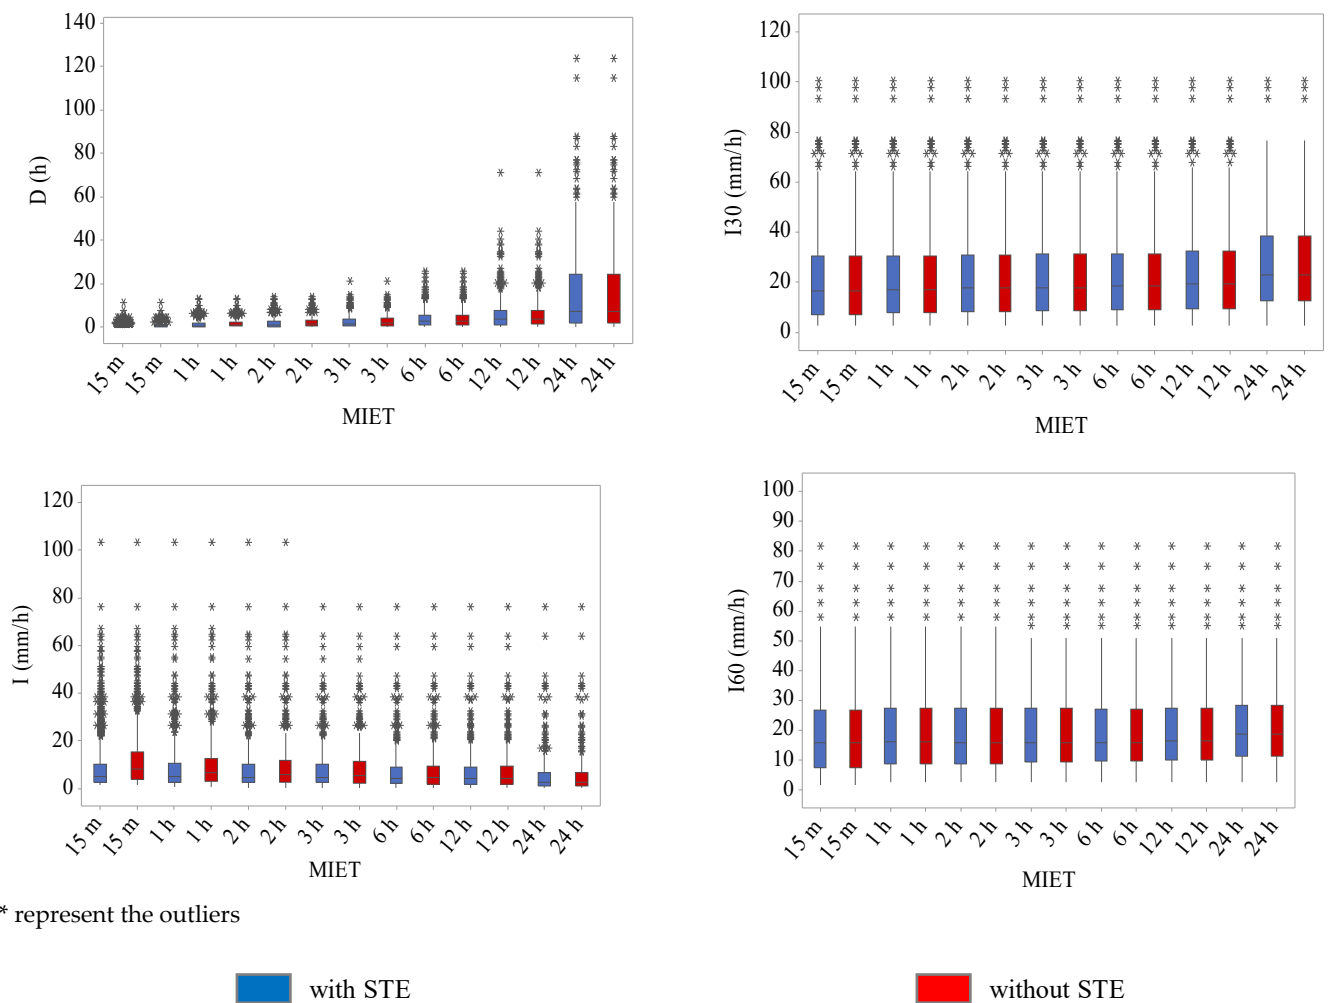 140
120
100
80
60
40
20
0
D (h)
15 m
15 m
1 h
1 h
2 h
2 h
3 h
3 h
6 h
6 h
12 h
12 h
24 h
24 h
MIET
120
100
80
60
40
20
0
I30 (mm/h)
15 m
15 m
1 h
1 h
2 h
2 h
3 h
3 h
6 h
6 h
12 h
12 h
24 h
24 h
MIET
120
100
80
60
40
20
0
I (mm/h)
15 m
15 m
1 h
1 h
2 h
2 h
3 h
3 h
6 h
6 h
12 h
12 h
24 h
24 h
MIET
100
90
80
70
60
50
40
30
20
10
0
I60 (mm/h)
15 m
15 m
1 h
1 h
2 h
2 h
3 h
3 h
6 h
6 h
12 h
12 h
24 h
24 h
MIET
* represent the outliers
with STE
without STE